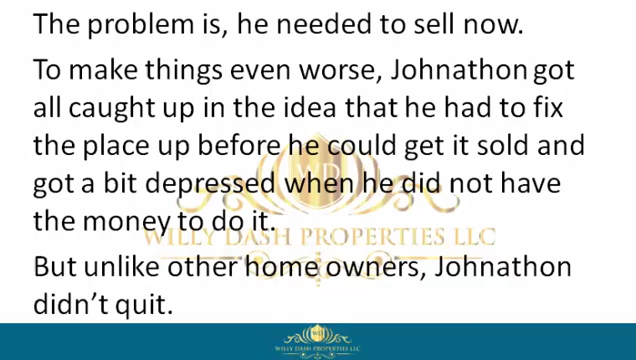 The problem is, he needed to sell now.
To make things even worse, Johnathon got
all caught up in the idea that he had to fix
the place up before he could get it sold and
got a bit depressed when he did not have
the money to do it.
WILLY DASH PROPERTIES LLC
But unlike other home owners, Johnathon
didn’t quit.
WILLY DASH PROPERTIES LLC